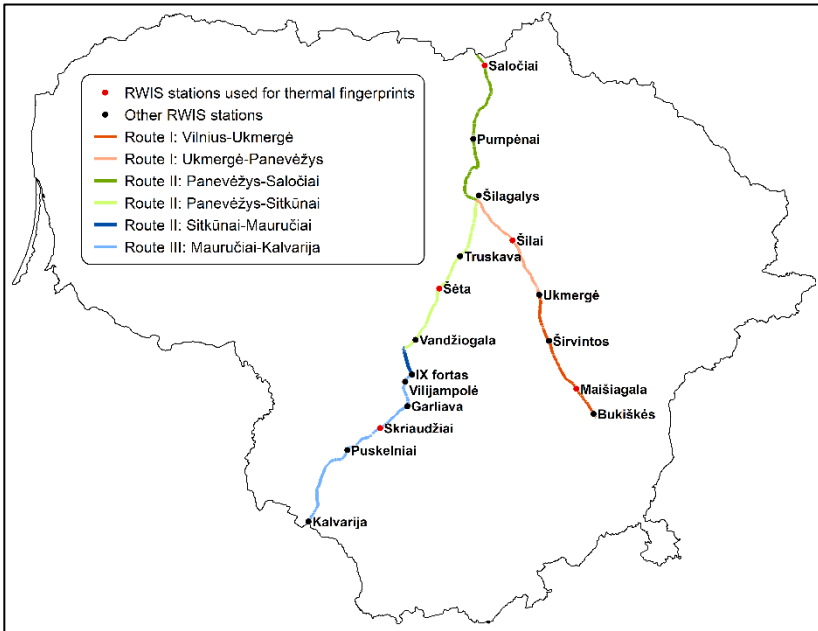 Saločiai
RWIS stations used for thermal fingerprints
Other RWIS stations
Route I: Vilnius-Ukmergė
Route I: Ukmergė-Panevėžys
Route II: Panevėžys-Saločiai
Route II: Panevėžys-Sitkūnai
Route II: Sitkūnai-Mauručiai
Route III: Mauručiai-Kalvarija
Pumpėnai
Šilagalys
Šilai
Truskava
Šėta
Ukmergė
Vandžiogala
Širvintos
IX fortas
Vilijampolė
Maišiagala
Garliava
Bukiškės
Skriaudžiai
Puskelniai
Kalvarija